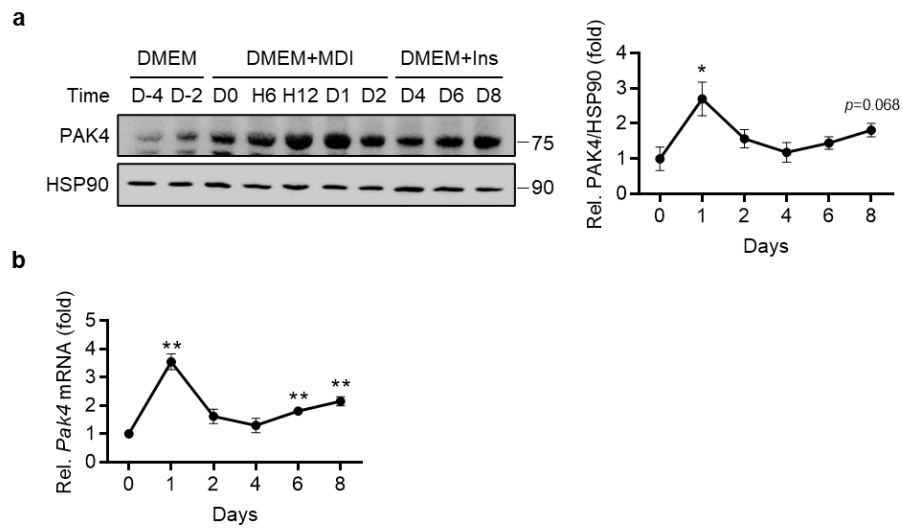 a
DMEM DMEM+MDI DMEM+Ins
Time D-4 D-2 D0 H6 H12 D1 D2 D4 D6 D8
PAK4 75
HSP90 90
Rel. PAK4/HSP90 (fold)
4
3
2
1
0
*
p=0.068
0 1 2 4 6 8
Days
b
Rel. Pak4 mRNA (fold)
5
4
3
2
1
0
** ** **
0 1 2 4 6 8
Days